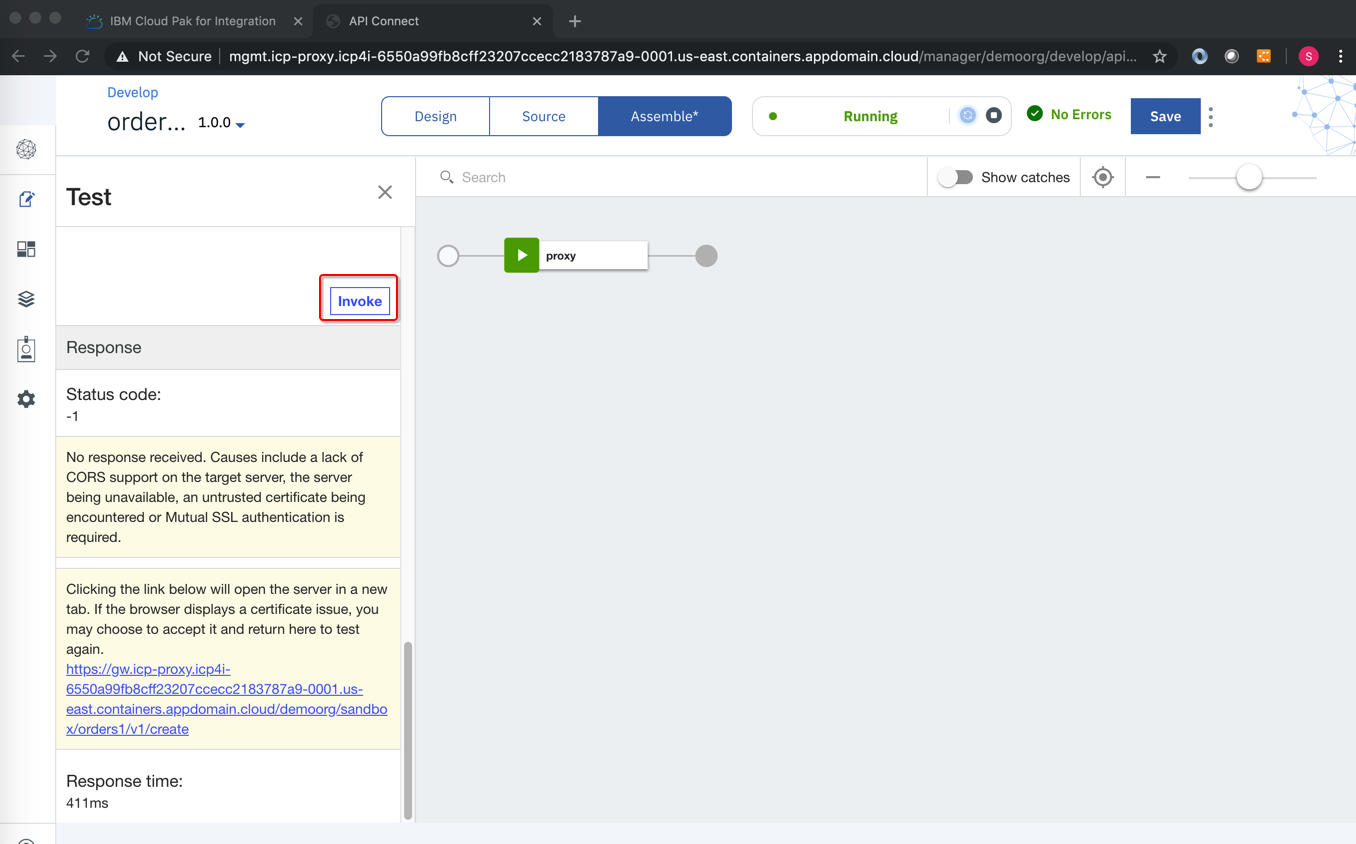 IBM Cloud Pak for Integration
API Connect
Not Secure
mgmt.icp-proxy.icp4i-6550a99fb8cff23207ccecc2183787a9-0001.us-east.containers.appdomain.cloud/manager/demoorg/develop/api...
S
Develop
order... 1.0.0
Design
Source
Assemble*
Running
No Errors
Save
Test
Search
Show catches
proxy
Invoke
Response
Status code:
-1
No response received. Causes include a lack of
CORS support on the target server, the server
being unavailable, an untrusted certificate being
encountered or Mutual SSL authentication is
required.
Clicking the link below will open the server in a new
tab. If the browser displays a certificate issue, you
may choose to accept it and return here to test
again.
https://gw.icp-proxy.icp4i-
6550a99fb8cff23207ccecc2183787a9-0001.us-
east.containers.appdomain.cloud/demoorg/sandbo
x/orders1/v1/create
Response time:
411ms